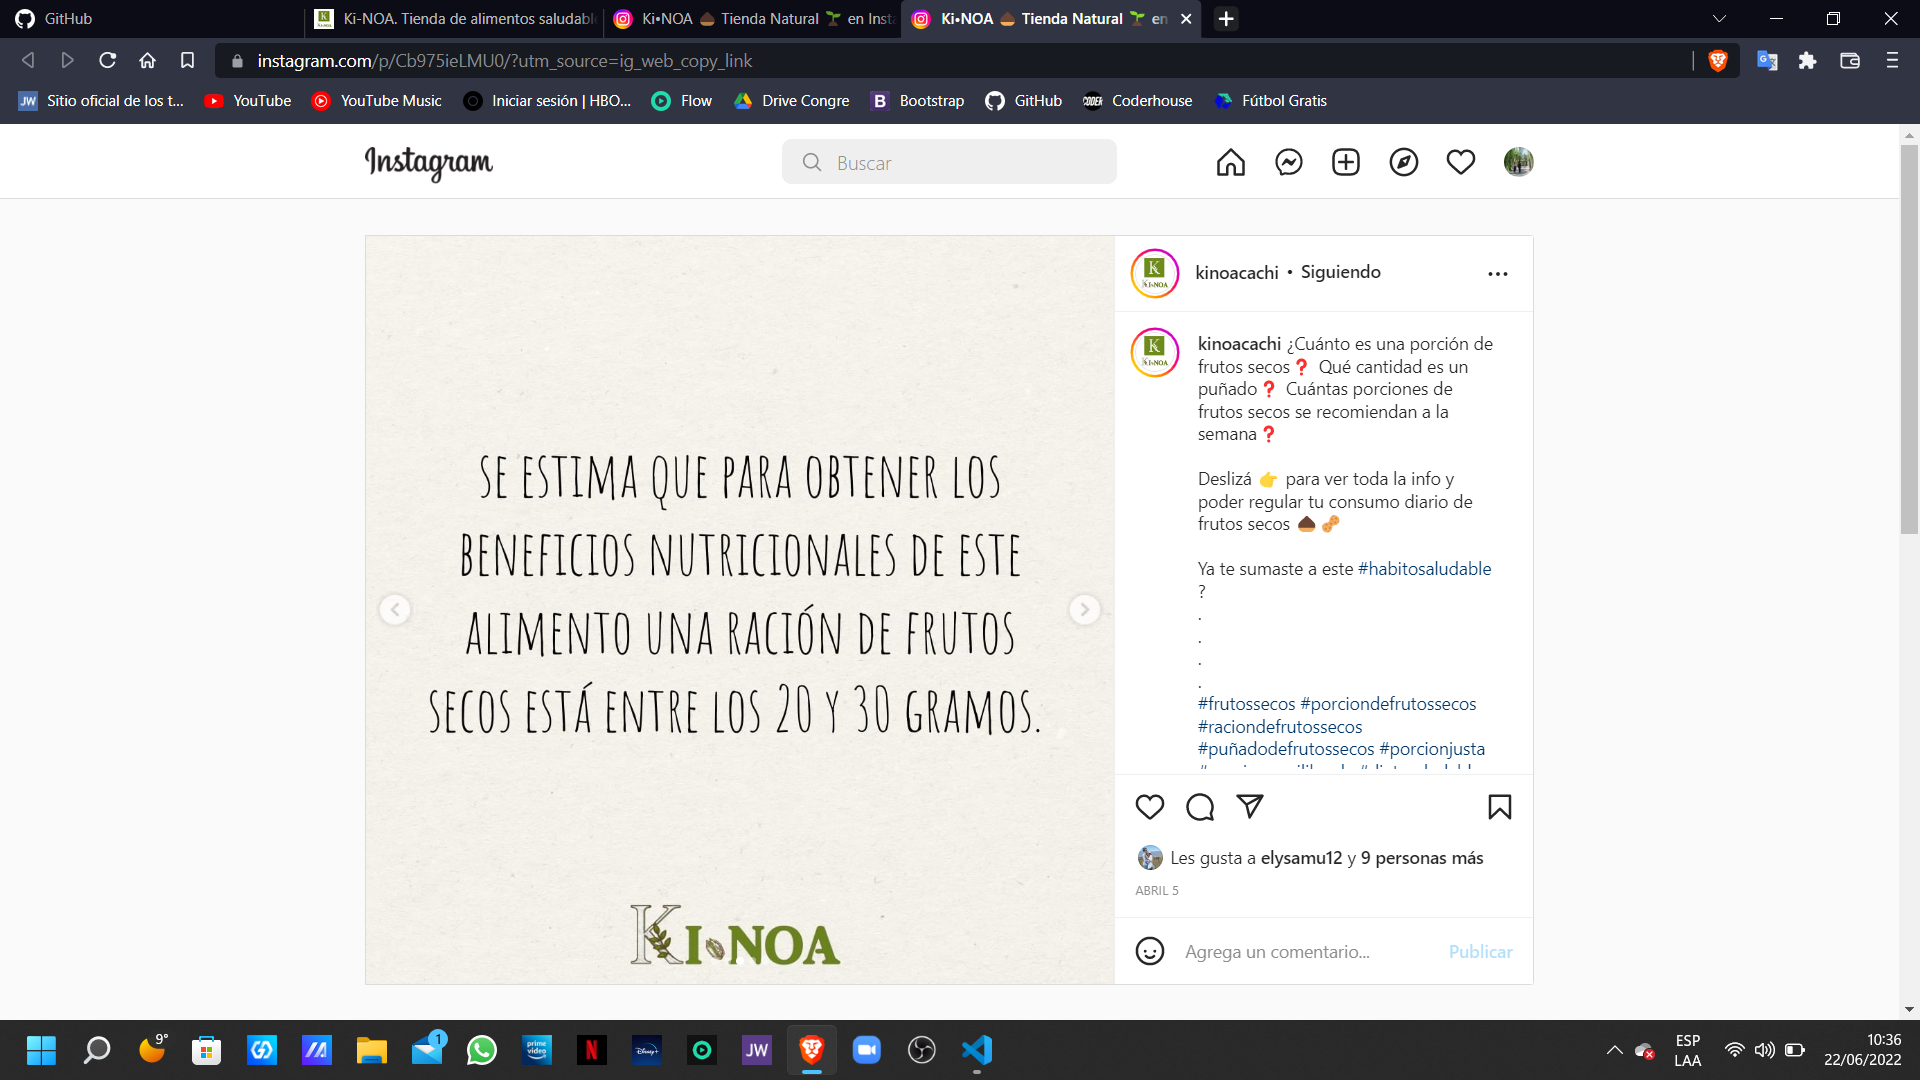 GitHub
Ki-NOA. Tienda de alimentos saludabl
Ki•NOA Tienda Natural en Inst
Ki•NOA Tienda Natural en
instagram.com/p/Cb975ieLMU0/?utm_source=ig_web_copy_link
Sitio oficial de los t...
YouTube
YouTube Music
Iniciar sesión | HBO...
Flow
Drive Congre
Bootstrap
GitHub
Coderhouse
Fútbol Gratis
Instagram
Buscar
SE ESTIMA QUE PARA OBTENER LOS
BENEFICIOS NUTRICIONALES DE ESTE
ALIMENTO UNA RACIÓN DE FRUTOS
SECOS ESTÁ ENTRE LOS 20 Y 30 GRAMOS.
KI NOA
kinoacachi • Siguiendo
kinoacachi ¿Cuánto es una porción de
frutos secos❓ Qué cantidad es un
puñado❓ Cuántas porciones de
frutos secos se recomiendan a la
semana❓
Deslizá 👉 para ver toda la info y
poder regular tu consumo diario de
frutos secos 🌰🥜
Ya te sumaste a este #habitosaludable
?
.
.
.
.
#frutossecos #porciondefrutossecos
#raciondefrutossecos
#puñadodefrutossecos #porcionjusta
Les gusta a elysamu12 y 9 personas más
ABRIL 5
Agrega un comentario...
Publicar
9°
1
prime video
N
Disney+
JW
ESP
LAA
10:36
22/06/2022